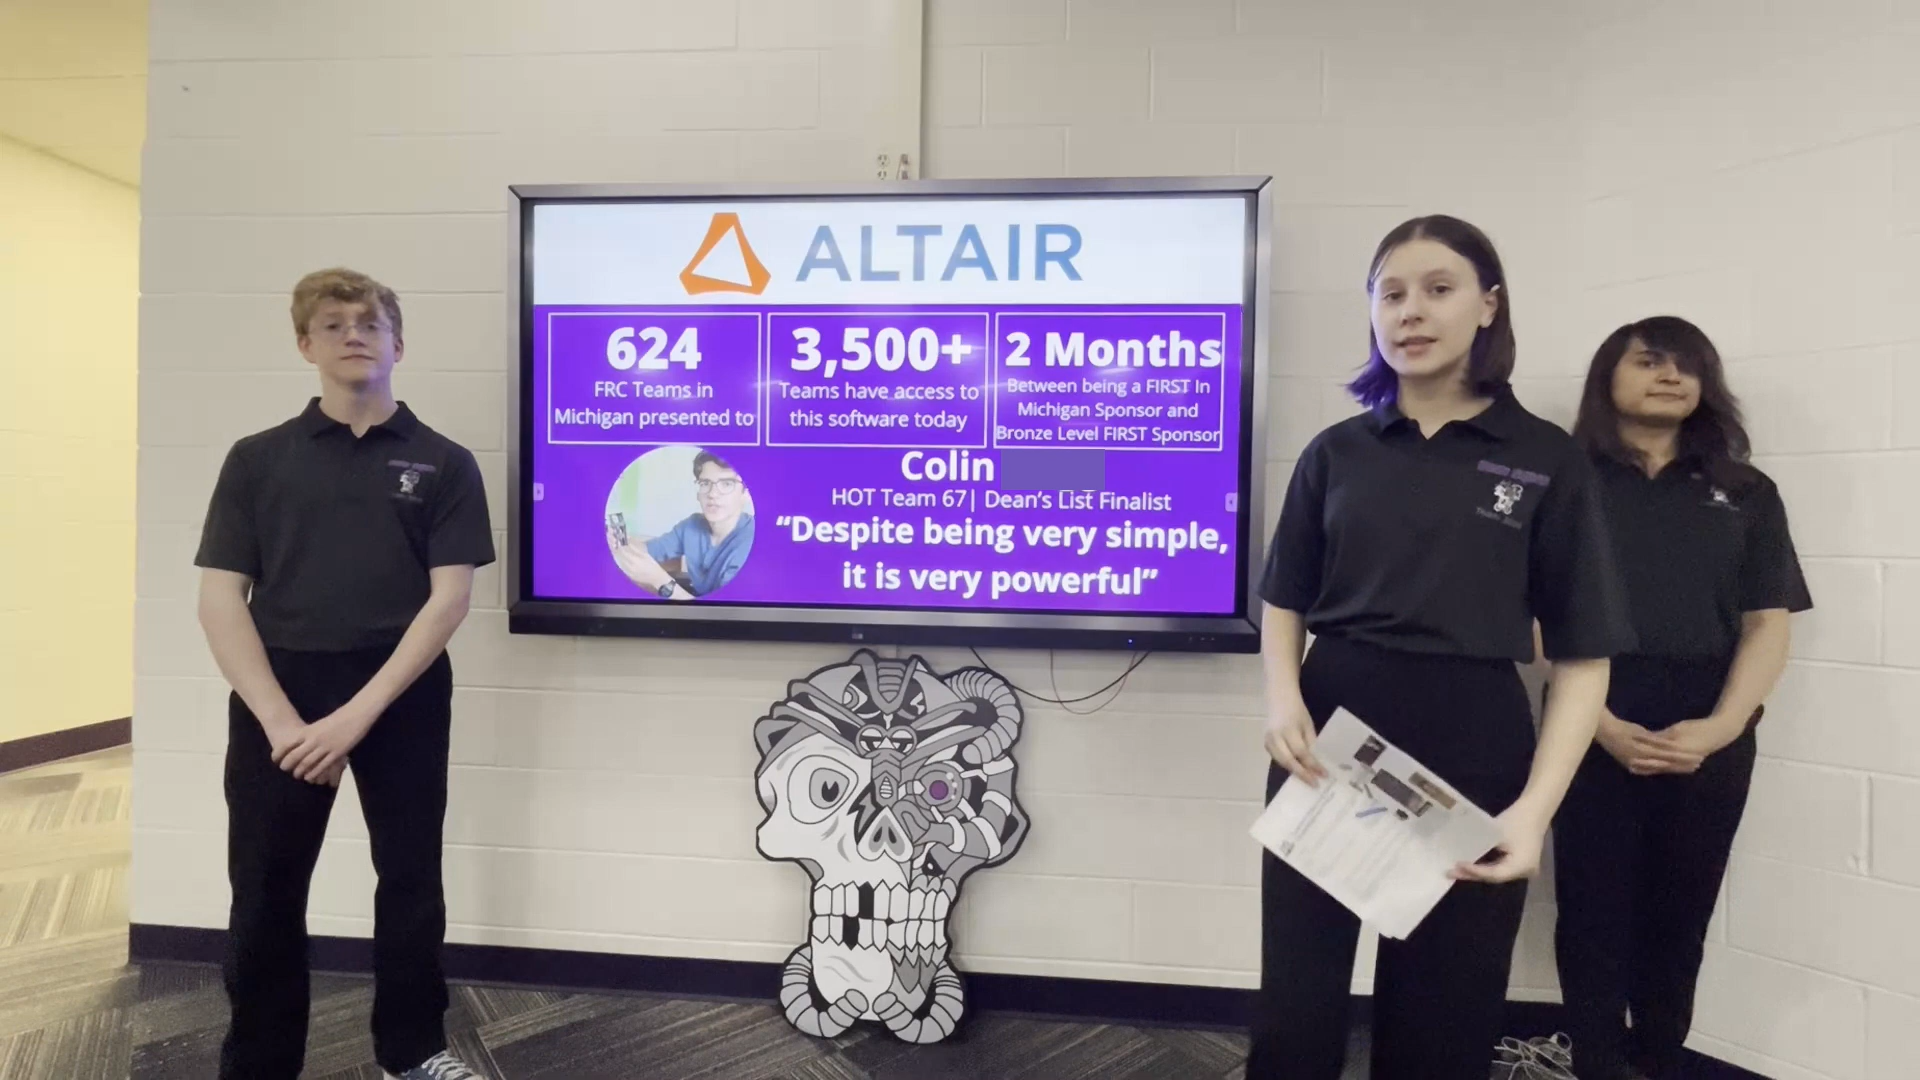 ALTAIR
624
FRC Teams in
Michigan presented to
3,500+
Teams have access to
this software today
2 Months
Between being a FIRST In
Michigan Sponsor and
Bronze Level FIRST Sponsor
Colin
HOT Team 67| Dean's List Finalist
“Despite being very simple,
it is very powerful”